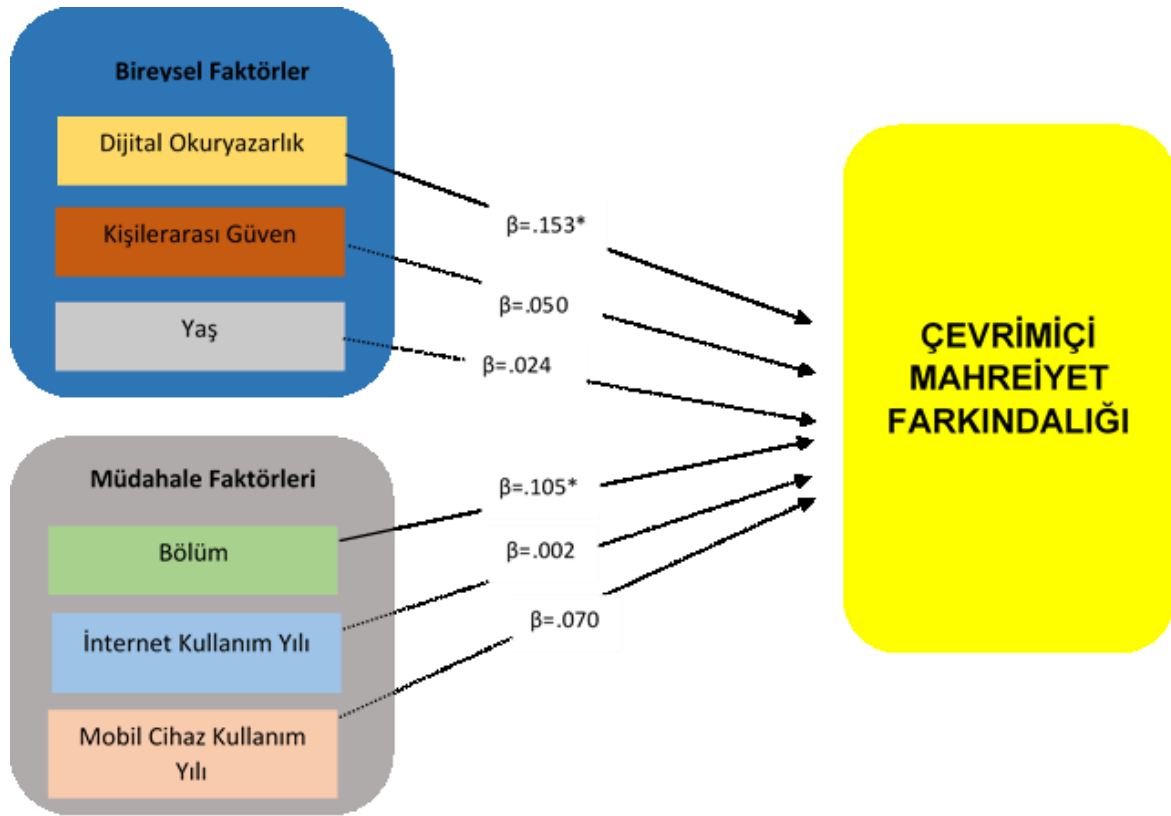 Bireysel Faktörler
Dijital Okuryazarlık
Kişilerarası Güven
Yaş
β=.153*
β=.050
β=.024
Müdahale Faktörleri
Bölüm
İnternet Kullanım Yılı
Mobil Cihaz Kullanım
Yılı
β=.105*
β=.002
β=.070
ÇEVRİMİÇİ
MAHREİYET
FARKINDALIĞI